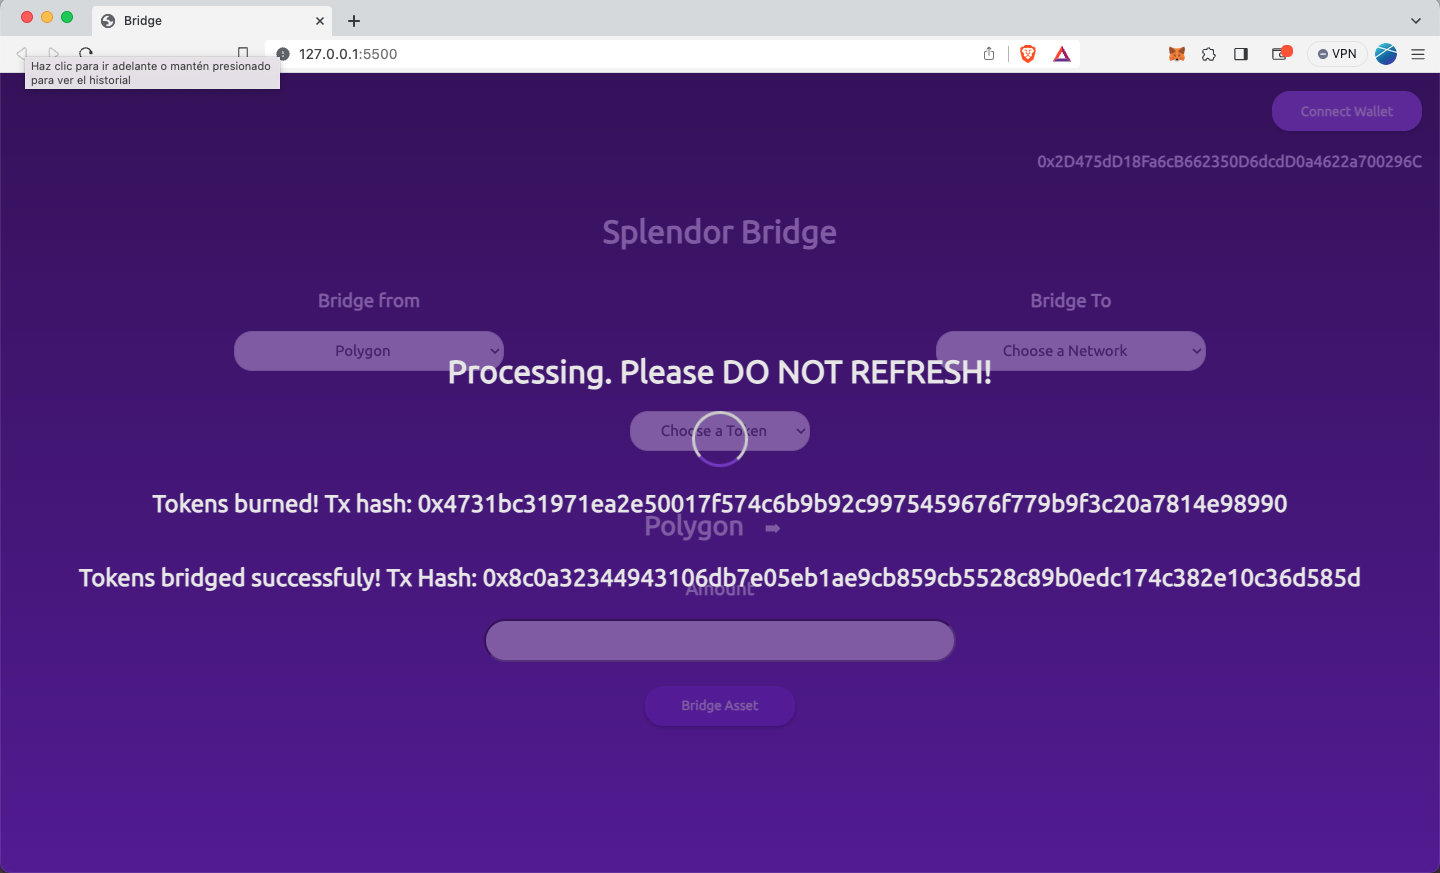 Bridge
127.0.0.1:5500
VPN
Haz clic para ir adelante o mantén presionado
para ver el historial
Connect Wallet
0x2D475dD18Fa6cB662350D6dcdD0a4622a700296C
Splendor Bridge
Bridge from
Bridge To
Polygon
Choose a Network
Processing. Please DO NOT REFRESH!
Choose a Token
Tokens burned! Tx hash: 0x4731bc31971ea2e50017f574c6b9b92c9975459676f779b9f3c20a7814e98990
Polygon ➡
Tokens bridged successfuly! Tx Hash: 0x8c0a32344943106db7e05eb1ae9cb859cb5528c89b0edc174c382e10c36d585d
Amount
Bridge Asset